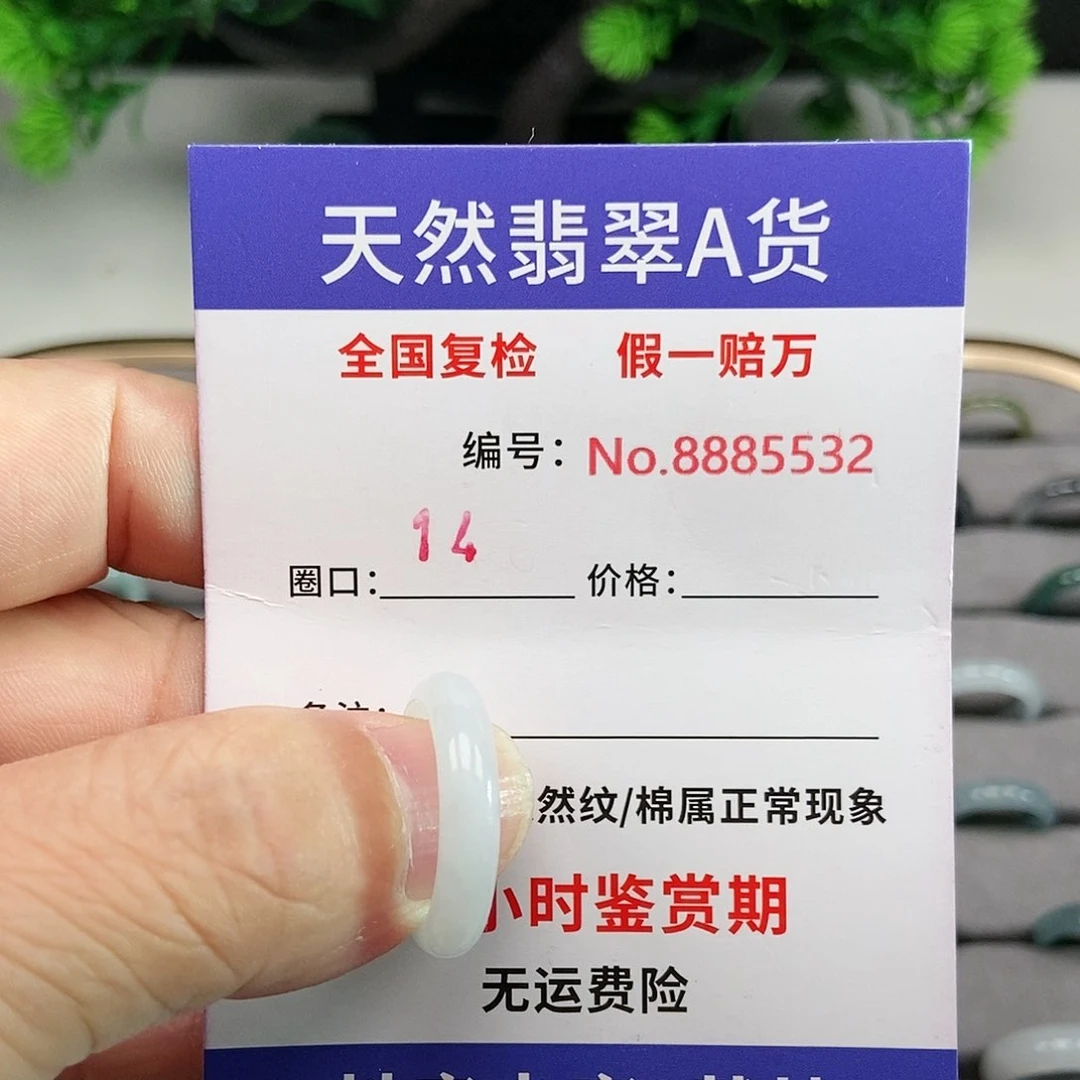 天然翡翠A货
全国复检 假一赔万
编号：No.8885532
14
圈口： 价格：
备注：
然纹/棉属正常现象
小时鉴赏期
无运费险